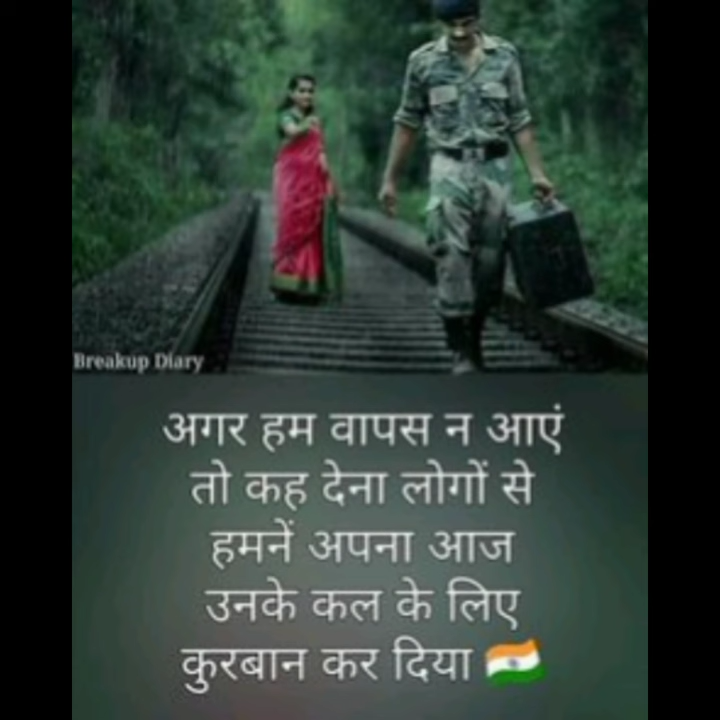 Breakup Diary
अगर हम वापस न आएं
तो कह देना लोगों से
हमनें अपना आज
उनके कल के लिए
कुरबान कर दिया 🇮🇳